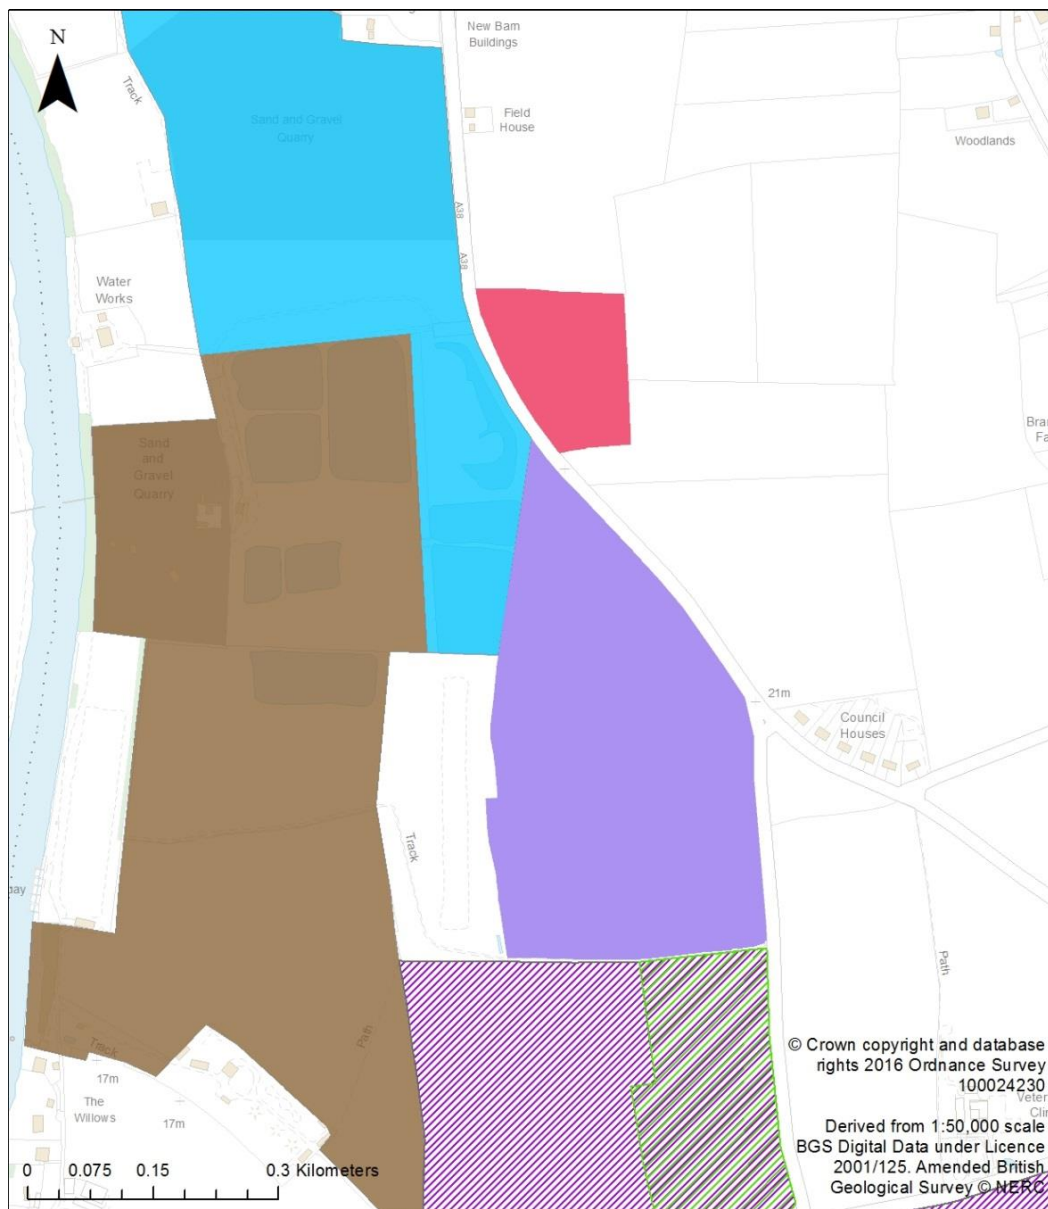 New Barn
Buildings
N
Track
Sand and Gravel
Quarry
Field
House
Woodlands
A38
A38
Water
Works
Sand
and
Gravel
Quarry
21m
Council
Houses
Track
Path
Path
Track
17m
The
Willows
17m
© Crown copyright and database
rights 2016 Ordnance Survey
100024230
Derived from 1:50,000 scale
BGS Digital Data under Licence
2001/125. Amended British
Geological Survey © NERC
0 0.075 0.15 0.3 Kilometers